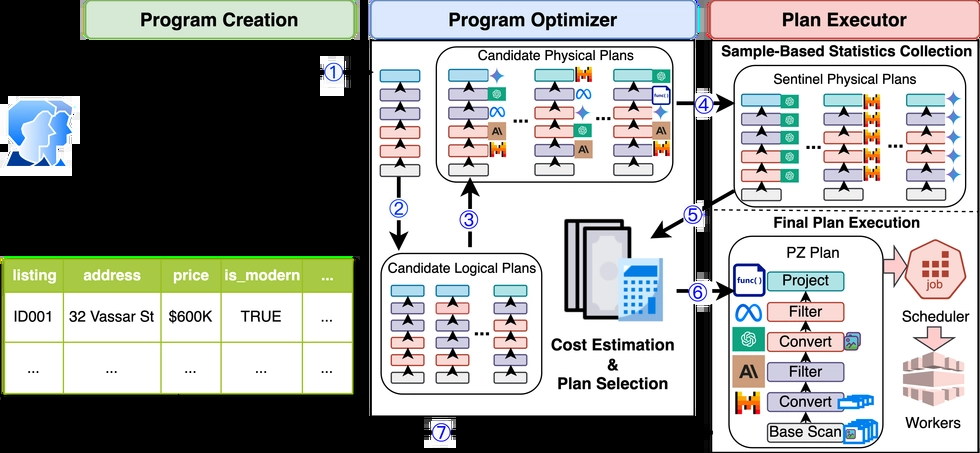 Program Creation
Program Optimizer
Plan Executor
①
Candidate Physical Plans
func()
...
...
②
③
Candidate Logical Plans
...
Cost Estimation
&
Plan Selection
④
Sample-Based Statistics Collection
Sentinel Physical Plans
...
...
⑤
Final Plan Execution
⑥
PZ Plan
func()
Project
Filter
Convert
Filter
Convert
Base Scan
job
Scheduler
Workers
⑦
listing address price is_modern ...
ID001 32 Vassar St $600K TRUE ...
... ... ... ... ...